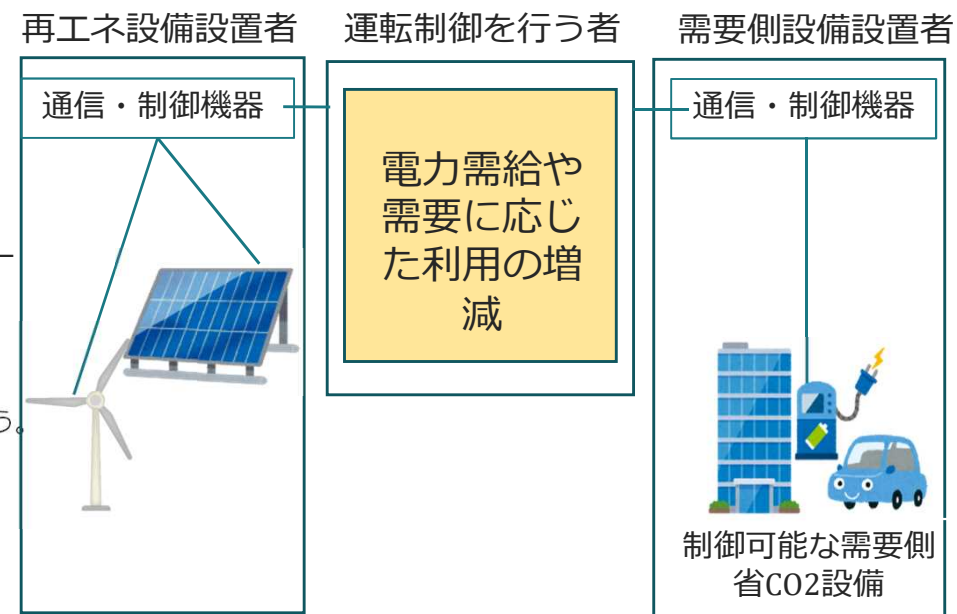 再エネ設備設置者
運転制御を行う者
需要側設備設置者
通信・制御機器
電力需給や
需要に応じ
た利用の増
減
通信・制御機器
ー
う。
制御可能な需要側
省CO2設備